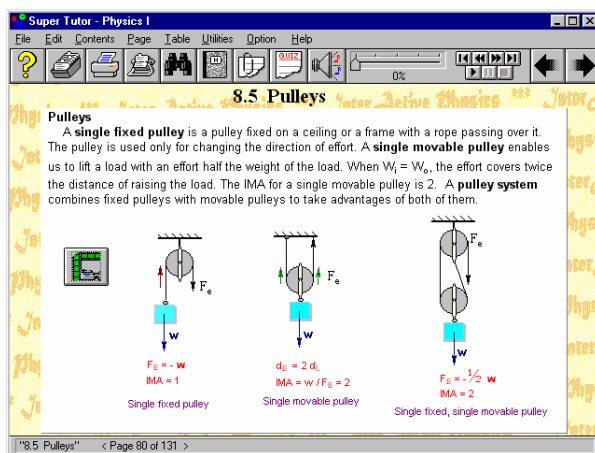 Super Tutor - Physics I
File Edit Contents Page Table Utilities Option Help
QUIZ
0%
8.5 Pulleys
Pulleys
A single fixed pulley is a pulley fixed on a ceiling or a frame with a rope passing over it.
The pulley is used only for changing the direction of effort. A single movable pulley enables
us to lift a load with an effort half the weight of the load. When Wi = Wo, the effort covers twice
the distance of raising the load. The IMA for a single movable pulley is 2. A pulley system
combines fixed pulleys with movable pulleys to take advantages of both of them.
Fe
Fe
Fe
w
w
w
FE = - w
IMA = 1
Single fixed pulley
dE = 2 dL
IMA = w / FE = 2
Single movable pulley
FE = - 1/2 w
IMA = 2
Single fixed, single movable pulley
"8.5 Pulleys" < Page 80 of 131 >